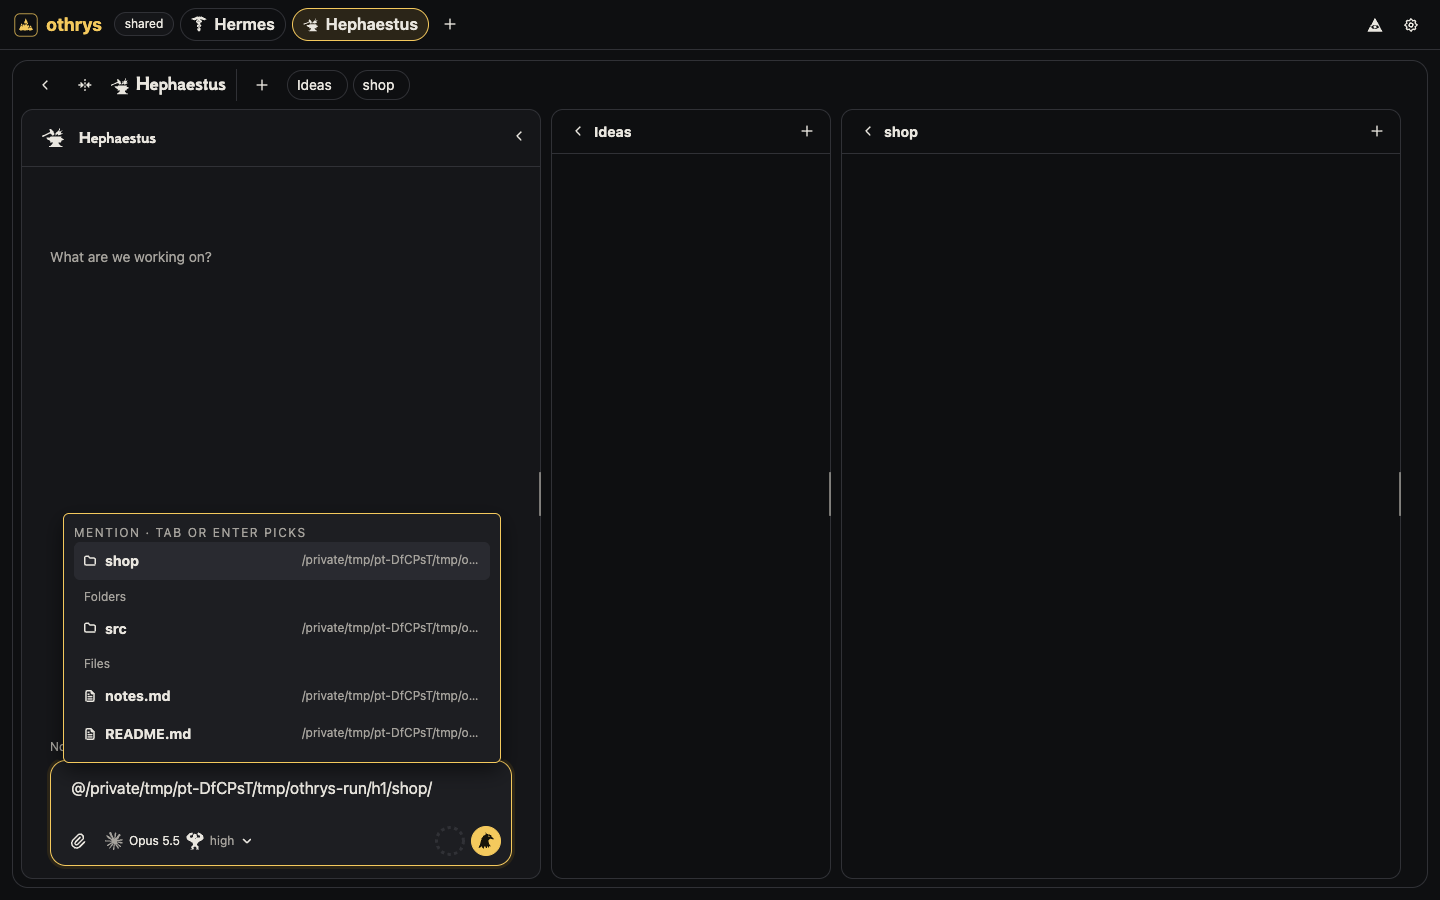 othrys shared Hermes Hephaestus
Hephaestus Ideas shop
Hephaestus
Ideas
shop
What are we working on?
MENTION · TAB OR ENTER PICKS
shop /private/tmp/pt-DfCPsT/tmp/o...
Folders
src /private/tmp/pt-DfCPsT/tmp/o...
Files
notes.md /private/tmp/pt-DfCPsT/tmp/o...
README.md /private/tmp/pt-DfCPsT/tmp/o...
@/private/tmp/pt-DfCPsT/tmp/othrys-run/h1/shop/
Opus 5.5 high